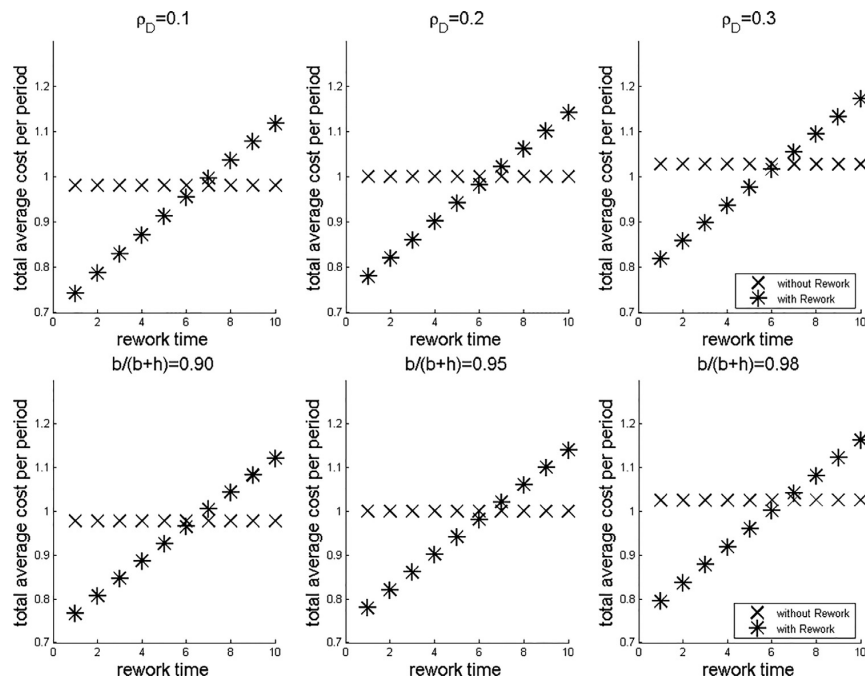 ρD=0.1
ρD=0.2
ρD=0.3
total average cost per period
1.2
1.1
1
0.9
0.8
0.7
0 2 4 6 8 10
rework time
total average cost per period
1.2
1.1
1
0.9
0.8
0.7
0 2 4 6 8 10
rework time
total average cost per period
1.2
1.1
1
0.9
0.8
0.7
0 2 4 6 8 10
rework time
without Rework
with Rework
b/(b+h)=0.90
b/(b+h)=0.95
b/(b+h)=0.98
total average cost per period
1.2
1.1
1
0.9
0.8
0.7
0 2 4 6 8 10
rework time
total average cost per period
1.2
1.1
1
0.9
0.8
0.7
0 2 4 6 8 10
rework time
total average cost per period
1.2
1.1
1
0.9
0.8
0.7
0 2 4 6 8 10
rework time
without Rework
with Rework